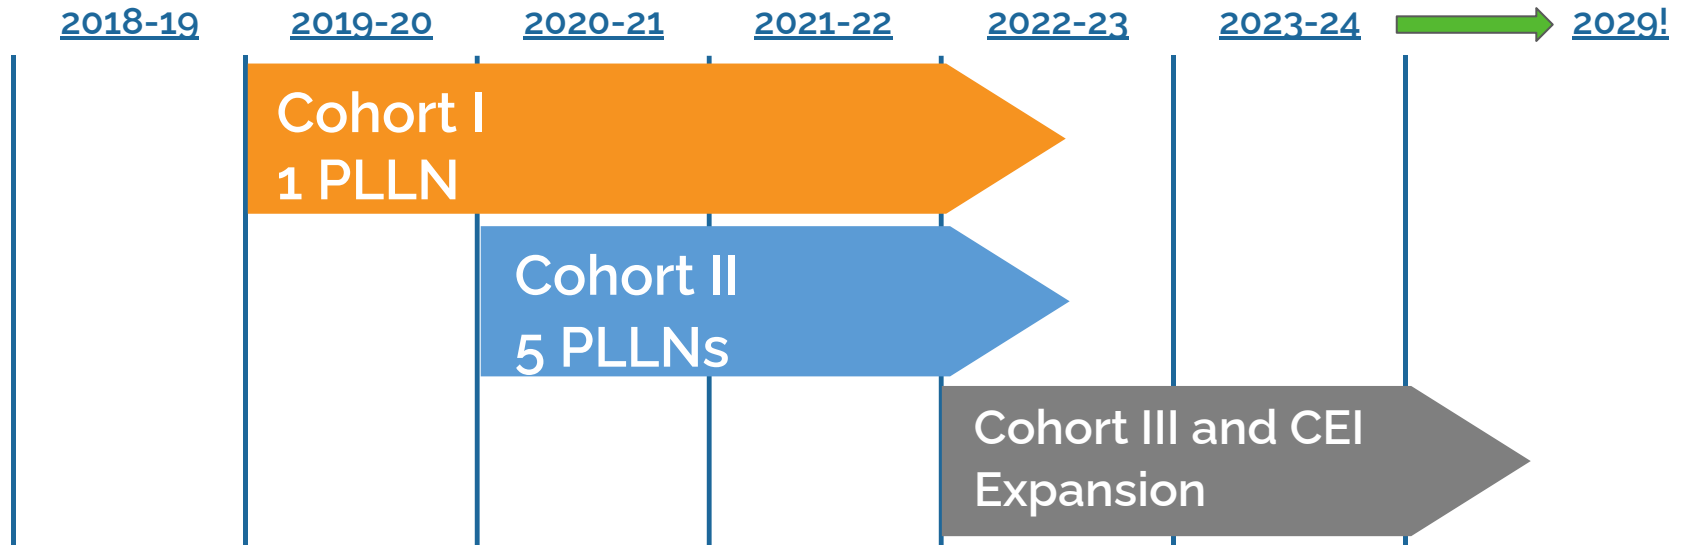 2018-19 2019-20 2020-21 2021-22 2022-23 2023-24 2029!
Cohort I
1 PLLN
Cohort II
5 PLLNs
Cohort III and CEI
Expansion